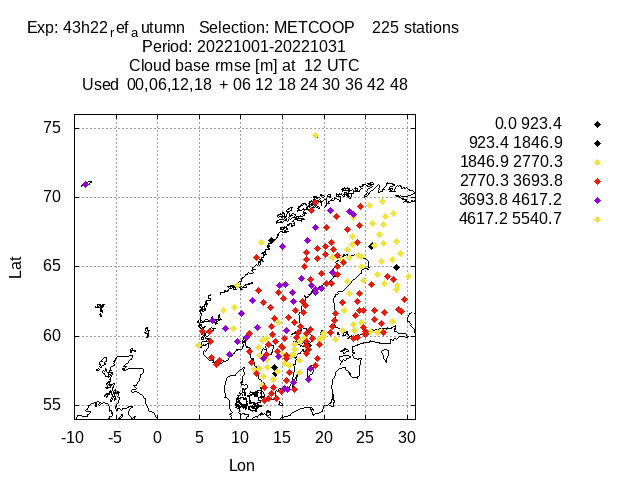 Exp: 43h22ref a utumn   Selection: METCOOP    225 stations
Period: 20221001-20221031
Cloud base rmse [m] at  12 UTC
Used  00,06,12,18  + 06 12 18 24 30 36 42 48
0.0 923.4
923.4 1846.9
1846.9 2770.3
2770.3 3693.8
3693.8 4617.2
4617.2 5540.7
75
70
65
60
55
Lat
-10 -5 0 5 10 15 20 25 30
Lon